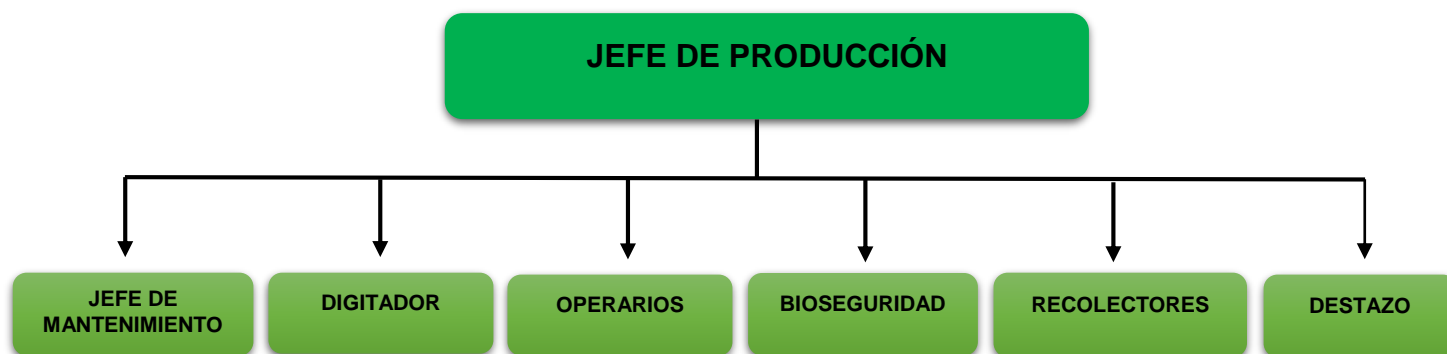 JEFE DE PRODUCCIÓN
JEFE DE
MANTENIMIENTO
DIGITADOR
OPERARIOS
BIOSEGURIDAD
RECOLECTORES
DESTAZO